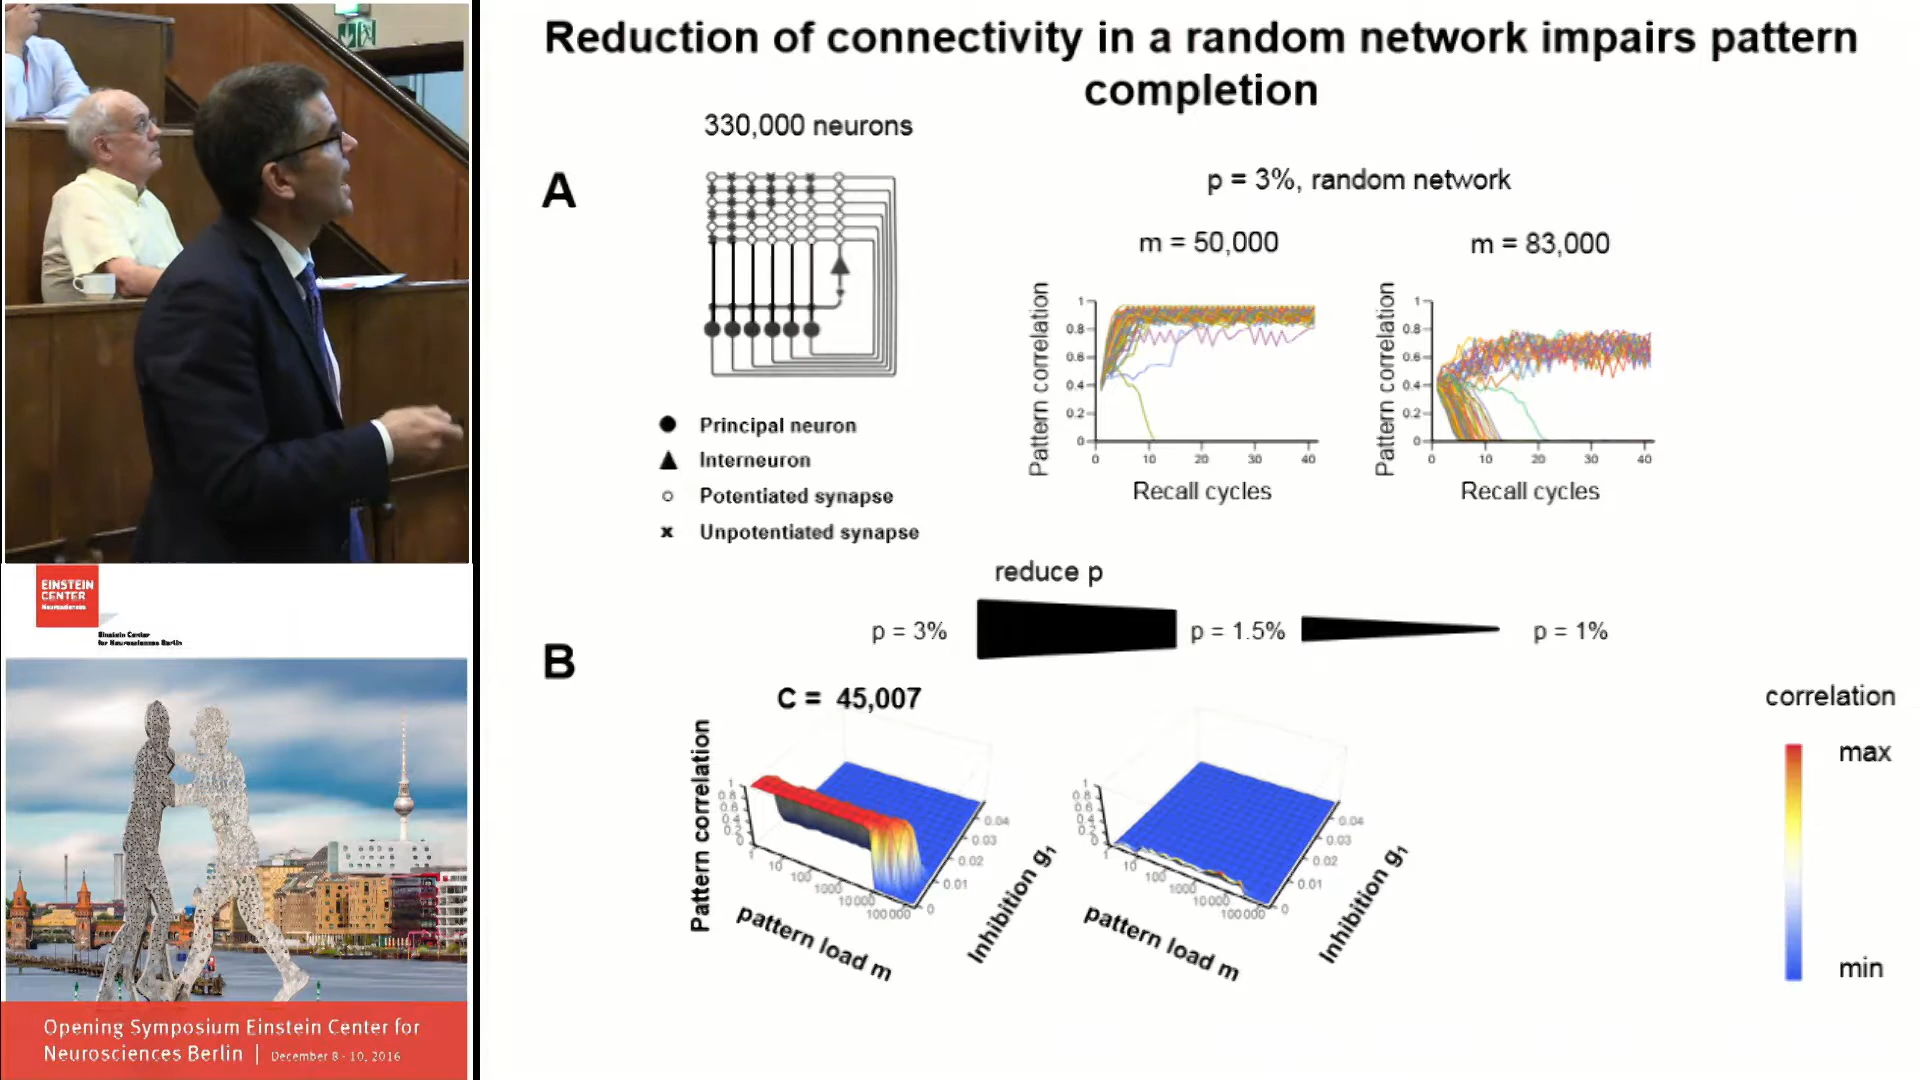 Reduction of connectivity in a random network impairs pattern
completion
330,000 neurons
A
p = 3%, random network
m = 50,000
m = 83,000
Pattern correlation
1
0.8
0.6
0.4
0.2
0
0 10 20 30 40
Recall cycles
Pattern correlation
1
0.8
0.6
0.4
0.2
0
0 10 20 30 40
Recall cycles
Principal neuron
Interneuron
Potentiated synapse
x Unpotentiated synapse
reduce p
p = 3%
p = 1.5%
p = 1%
B
C = 45,007
Pattern correlation
1
0.8
0.6
0.4
0.2
0
1
10
100
1000
10000
100000
pattern load m
0
0.01
0.02
0.03
0.04
Inhibition g1
1
0.8
0.6
0.4
0.2
0
1
10
100
1000
10000
100000
pattern load m
0
0.01
0.02
0.03
0.04
Inhibition g1
correlation
max
min
EINSTEIN
CENTER
Neurosciences
Einstein Center
for Neurosciences Berlin
Opening Symposium Einstein Center for
Neurosciences Berlin | December 8 - 10, 2016